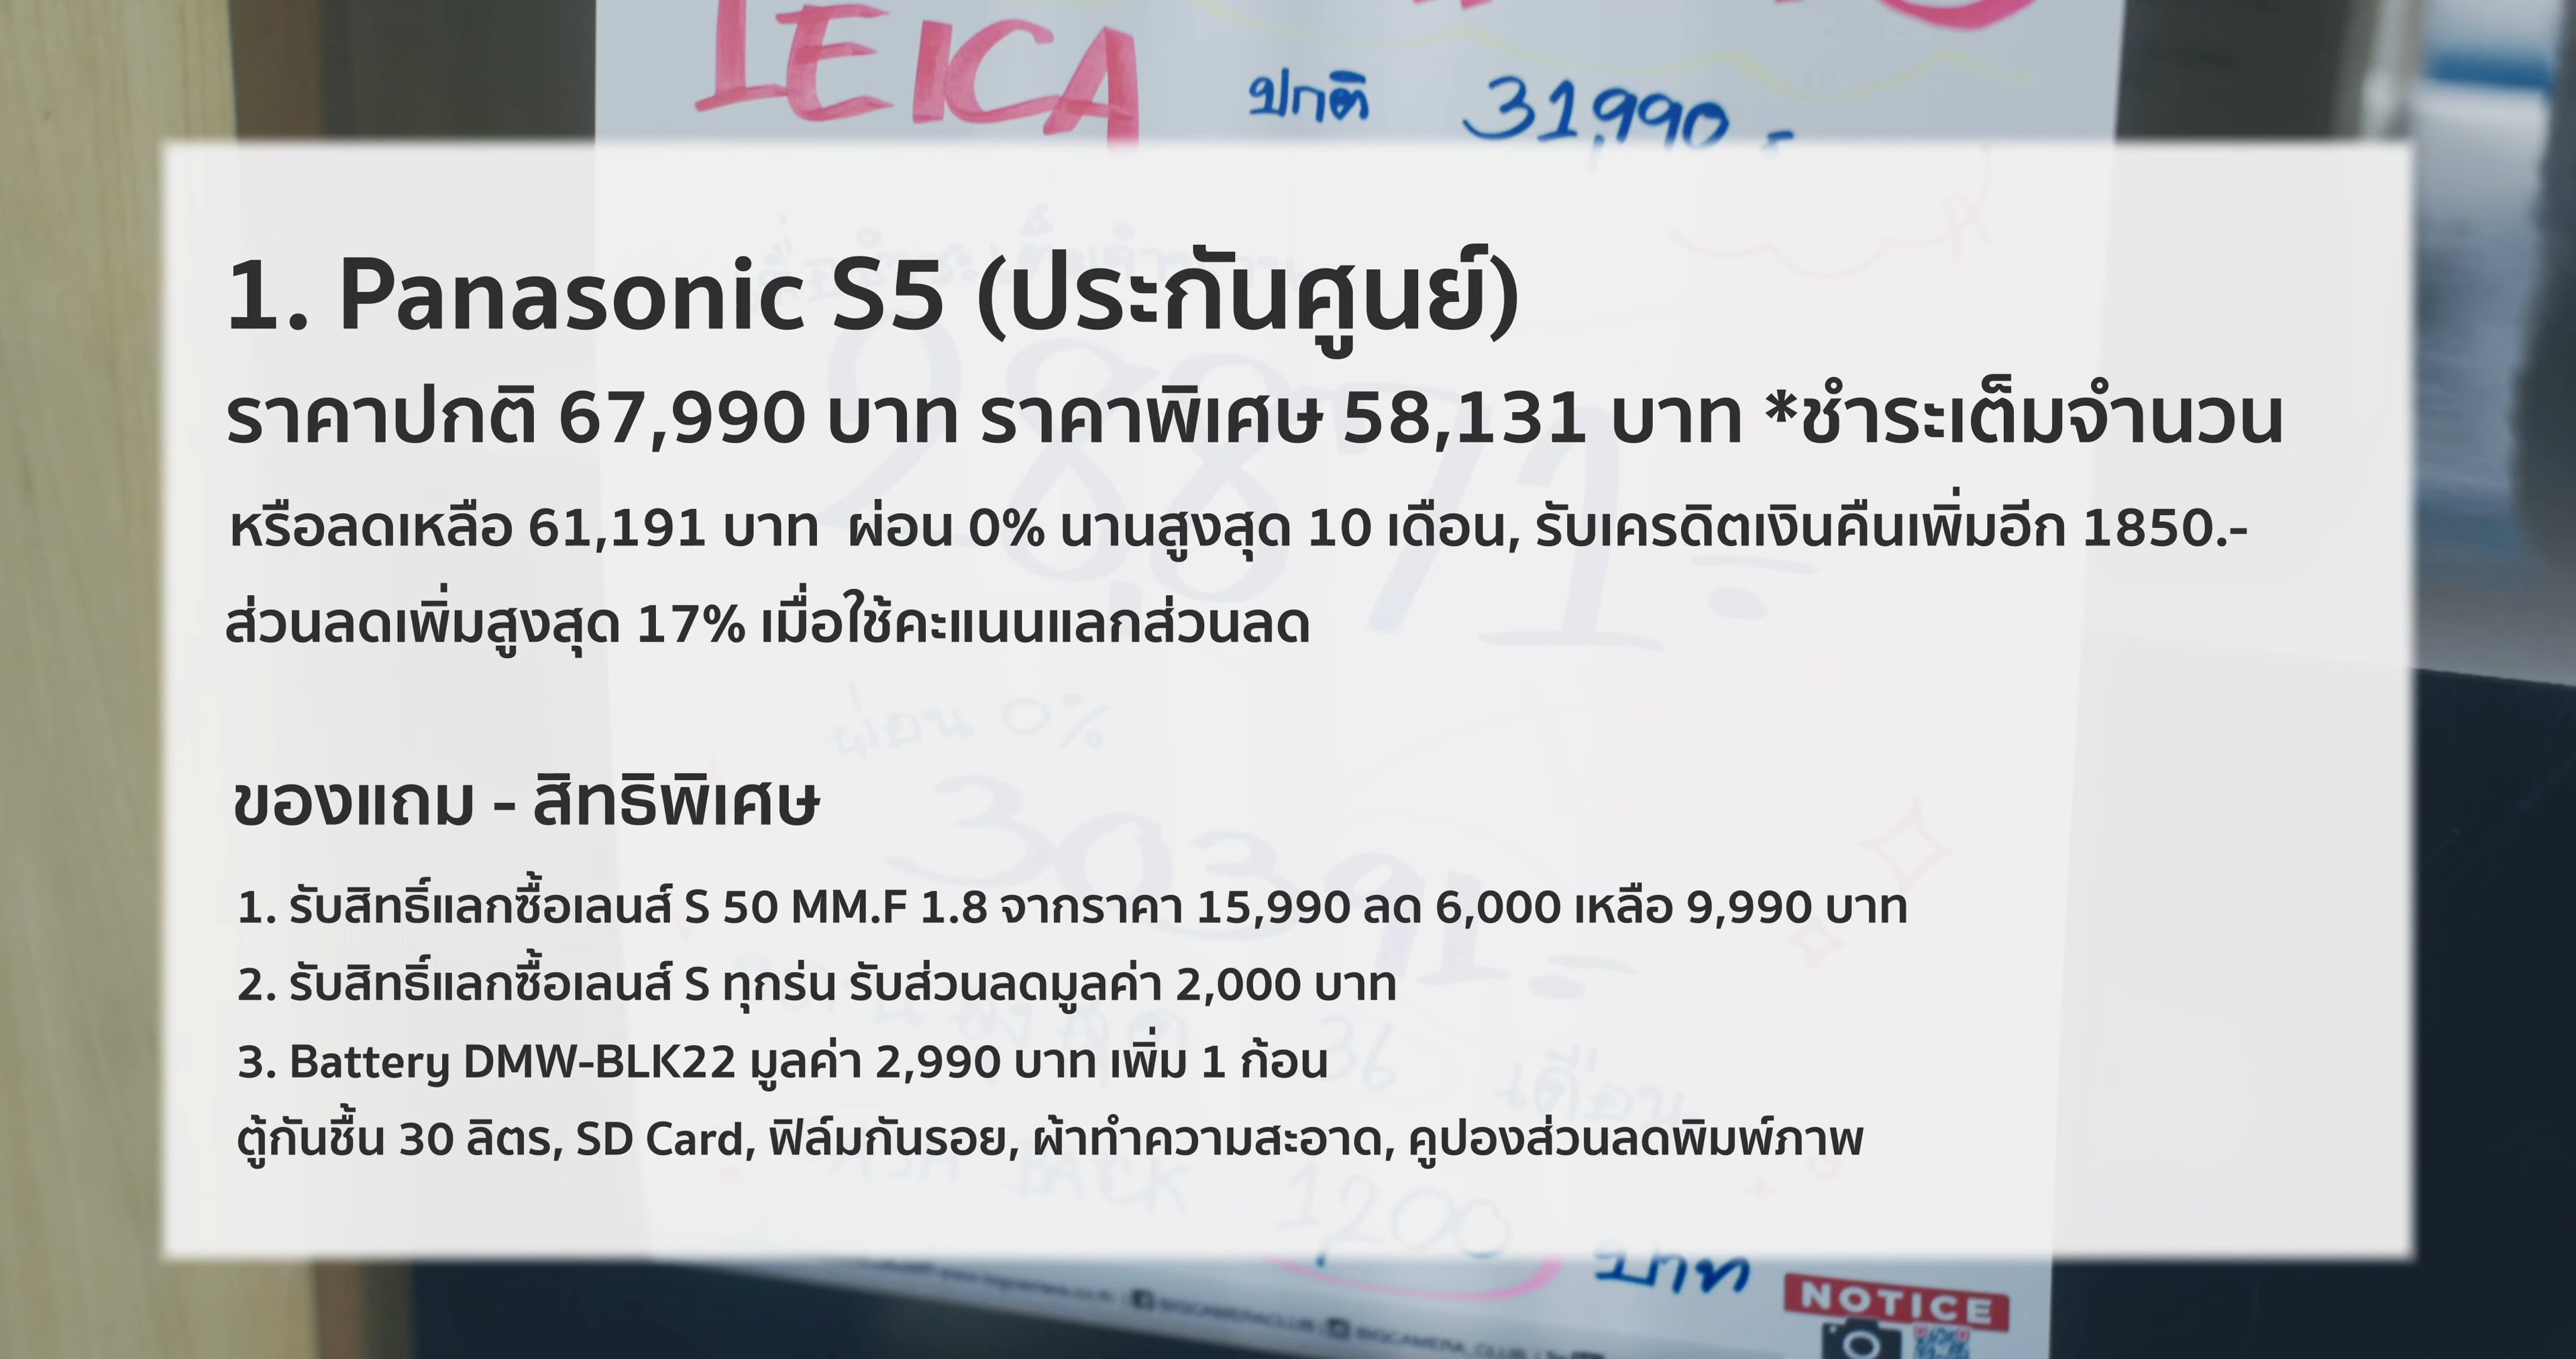 LEICA
ปกติ 31,990.-
1. Panasonic S5 (ประกันศูนย์)
ราคาปกติ 67,990 บาท ราคาพิเศษ 58,131 บาท *ชำระเต็มจำนวน
หรือลดเหลือ 61,191 บาท ผ่อน 0% นานสูงสุด 10 เดือน, รับเครดิตเงินคืนเพิ่มอีก 1850.-
ส่วนลดเพิ่มสูงสุด 17% เมื่อใช้คะแนนแลกส่วนลด
28,871.-
ผ่อน 0%
ของแถม - สิทธิพิเศษ
30391.-
1. รับสิทธิ์แลกซื้อเลนส์ S 50 MM.F 1.8 จากราคา 15,990 ลด 6,000 เหลือ 9,990 บาท
2. รับสิทธิ์แลกซื้อเลนส์ S ทุกร่น รับส่วนลดมูลค่า 2,000 บาท
36 เดือน
3. Battery DMW-BLK22 มูลค่า 2,990 บาท เพิ่ม 1 ก้อน
ตู้กันชื้น 30 ลิตร, SD Card, ฟิล์มกันรอย, ผ้าทำความสะอาด, คูปองส่วนลดพิมพ์ภาพ
BACK 1,200 บาท
NOTICE